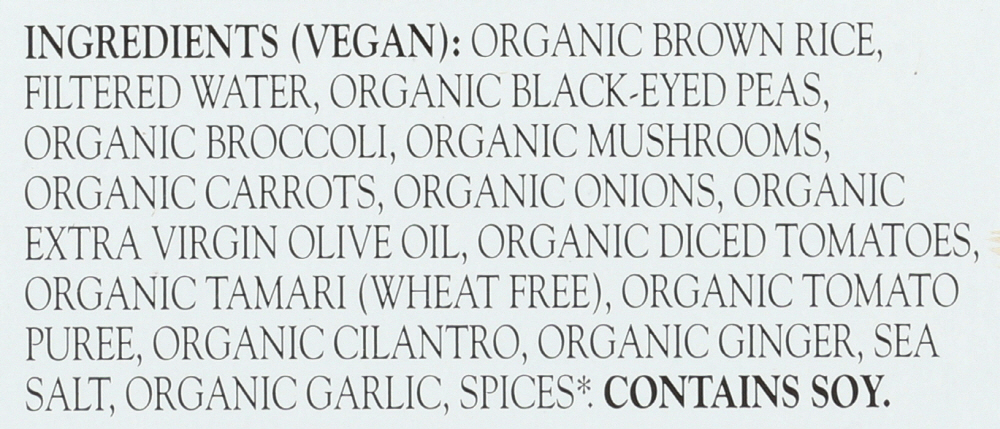 INGREDIENTS (VEGAN): ORGANIC BROWN RICE,
FILTERED WATER, ORGANIC BLACK-EYED PEAS,
ORGANIC BROCCOLI, ORGANIC MUSHROOMS,
ORGANIC CARROTS, ORGANIC ONIONS, ORGANIC
EXTRA VIRGIN OLIVE OIL, ORGANIC DICED TOMATOES,
ORGANIC TAMARI (WHEAT FREE), ORGANIC TOMATO
PUREE, ORGANIC CILANTRO, ORGANIC GINGER, SEA
SALT, ORGANIC GARLIC, SPICES*. CONTAINS SOY.